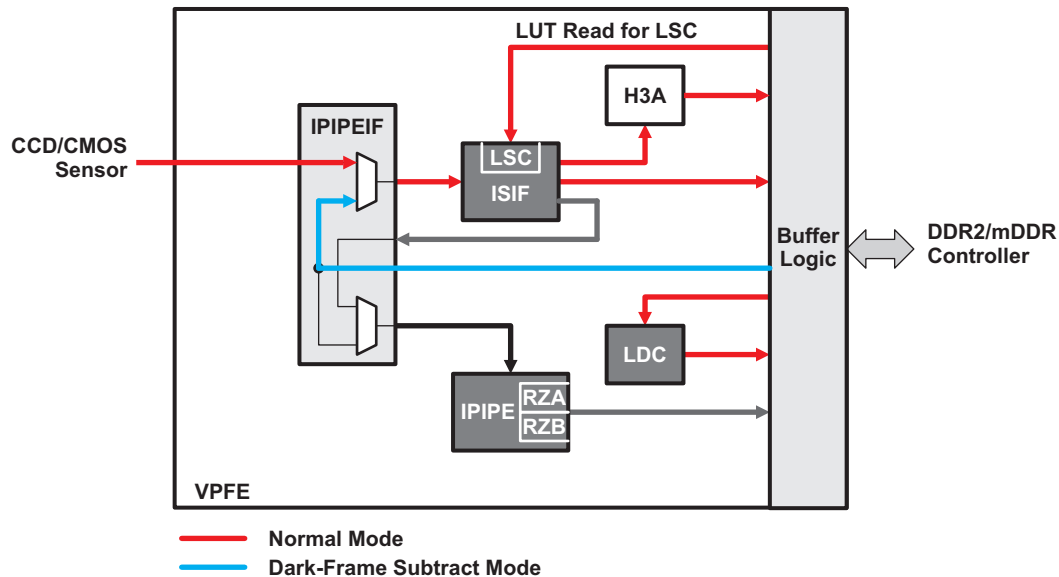 LUT Read for LSC
H3A
IPIPEIF
CCD/CMOS
Sensor
LSC
ISIF
Buffer
Logic
DDR2/mDDR
Controller
LDC
IPIPE
RZA
RZB
VPFE
Normal Mode
Dark-Frame Subtract Mode